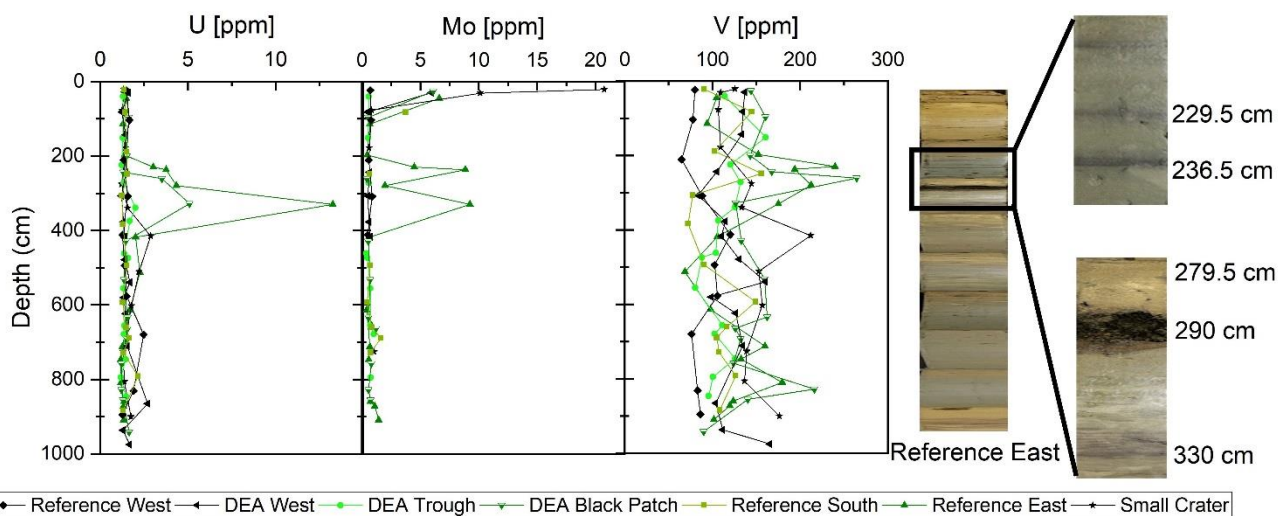 U [ppm] Mo [ppm] V [ppm]
0 5 10 0 5 10 15 20 0 100 200 300
0
200
400
600
800
1000
Depth (cm)
229.5 cm
236.5 cm
279.5 cm
290 cm
330 cm
Reference East
Reference West DEA West DEA Trough DEA Black Patch Reference South Reference East Small Crater